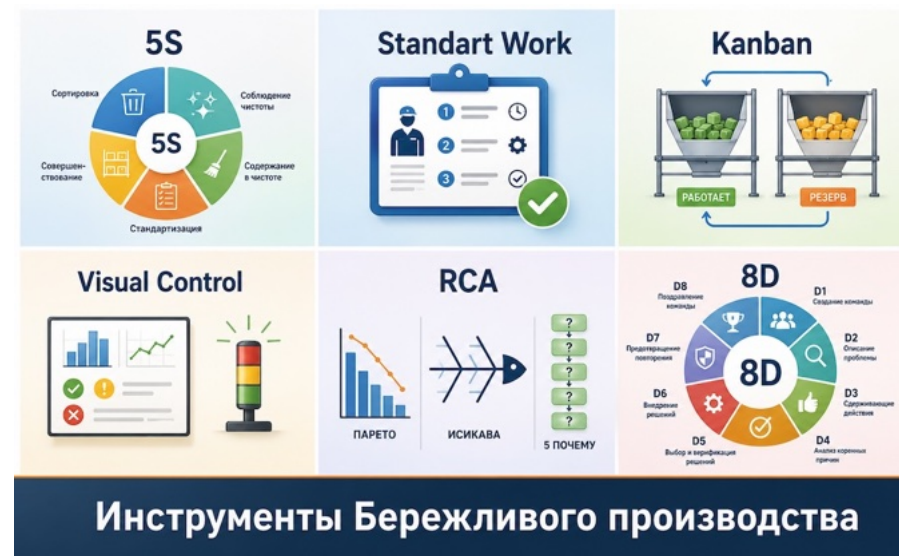 5S
Сортировка
Соблюдение
чистоты
5S
Совершен-
ствование
Содержание
в чистоте
Стандартизация
Standart Work
1
2
3
Kanban
РАБОТАЕТ
РЕЗЕРВ
Visual Control
RCA
?
?
?
?
?
ПАРЕТО
ИСИКАВА
5 ПОЧЕМУ
8D
D8
Поздравление
команды
D1
Создание команды
D7
Предотвращение
повторения
D2
Описание
проблемы
8D
D6
Внедрение
решений
D3
Сдерживающие
действия
D5
Выбор и верификация
решений
D4
Анализ коренных
причин
Инструменты Бережливого производства